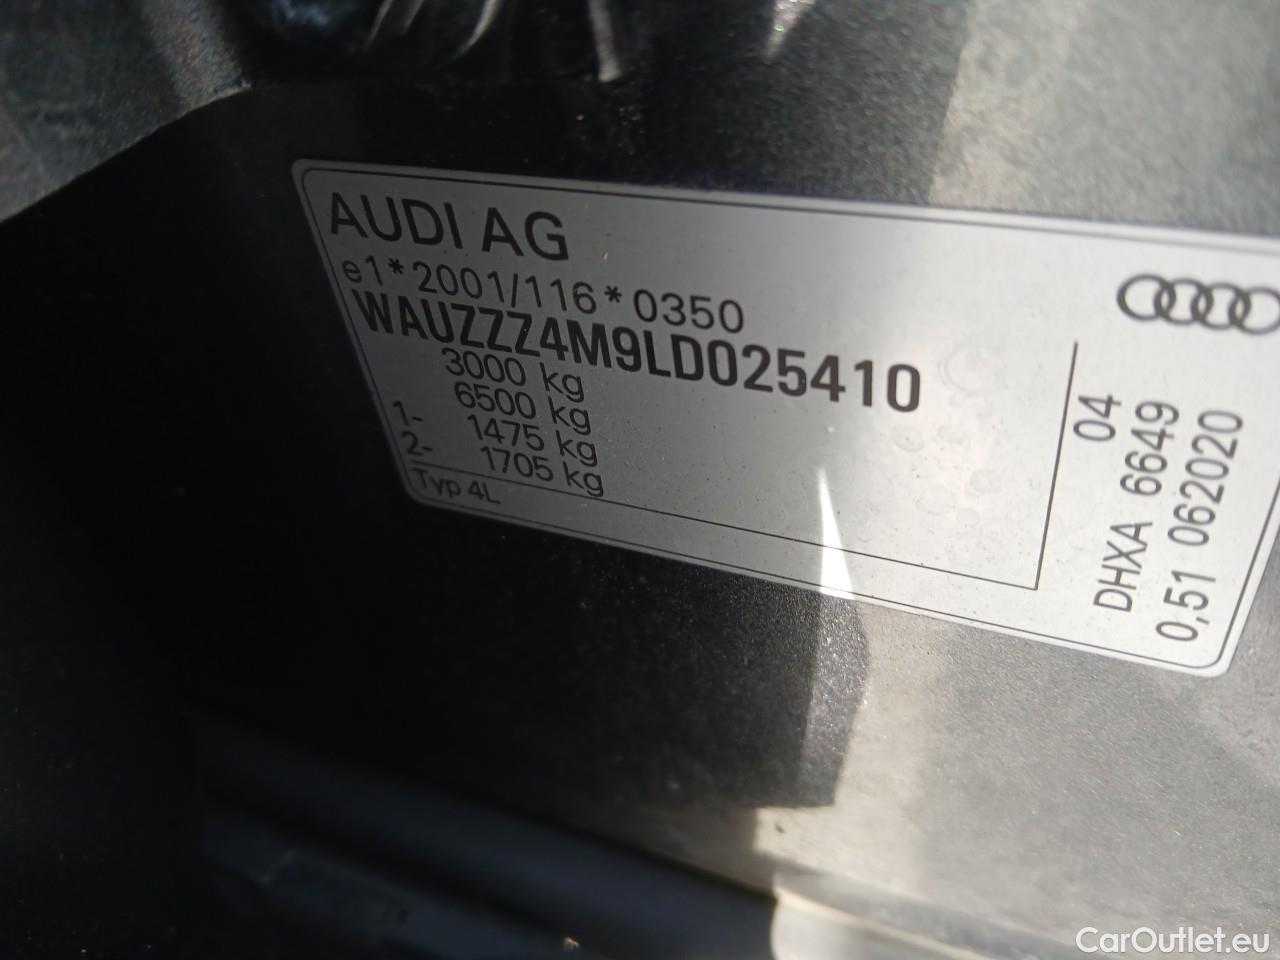 AUDI AG
e1*2001/116*0350
WAUZZZ4M9LD025410
3000 kg
6500 kg
1- 1475 kg
2- 1705 kg
Typ 4L
04
DHXA 6649
0,51 062020
CarOutlet.eu